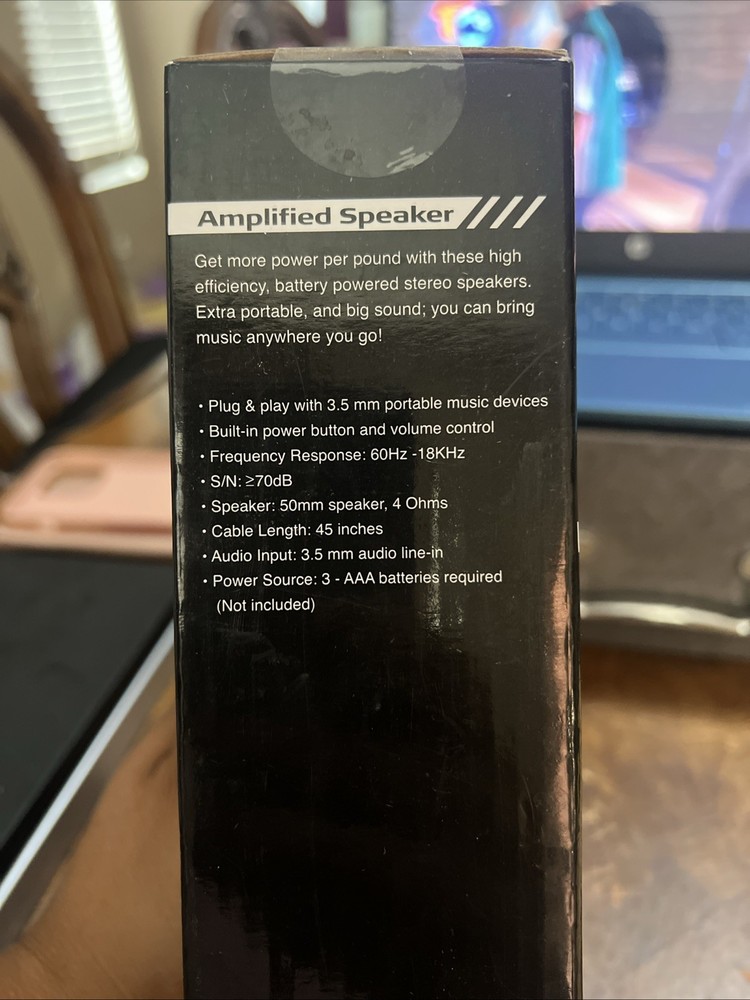 Amplified Speaker
Get more power per pound with these high
efficiency, battery powered stereo speakers.
Extra portable, and big sound; you can bring
music anywhere you go!
• Plug & play with 3.5 mm portable music devices
• Built-in power button and volume control
• Frequency Response: 60Hz -18KHz
• S/N: ≥70dB
• Speaker: 50mm speaker, 4 Ohms
• Cable Length: 45 inches
• Audio Input: 3.5 mm audio line-in
• Power Source: 3 - AAA batteries required
(Not included)